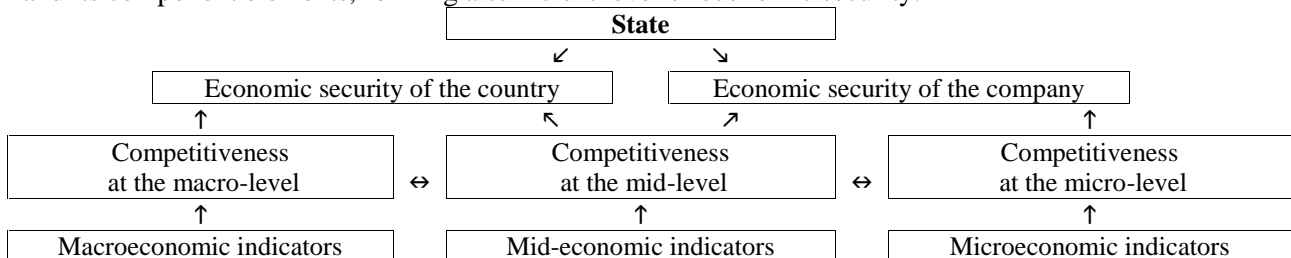 State
↙ ↘
Economic security of the country Economic security of the company
↑ ↖ ↗ ↑
Competitiveness Competitiveness Competitiveness
at the macro-level ↔ at the mid-level ↔ at the micro-level
↑ ↑ ↑
Macroeconomic indicators Mid-economic indicators Microeconomic indicators